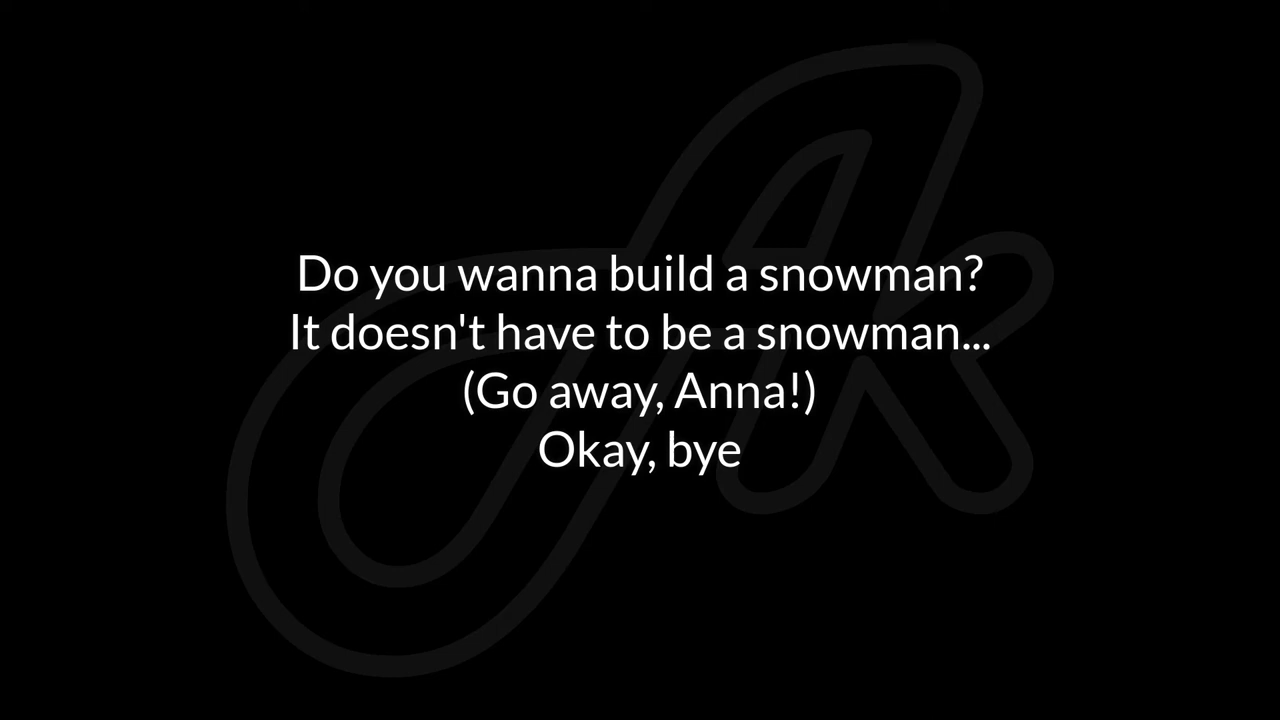 Do you wanna build a snowman?
It doesn't have to be a snowman...
(Go away, Anna!)
Okay, bye